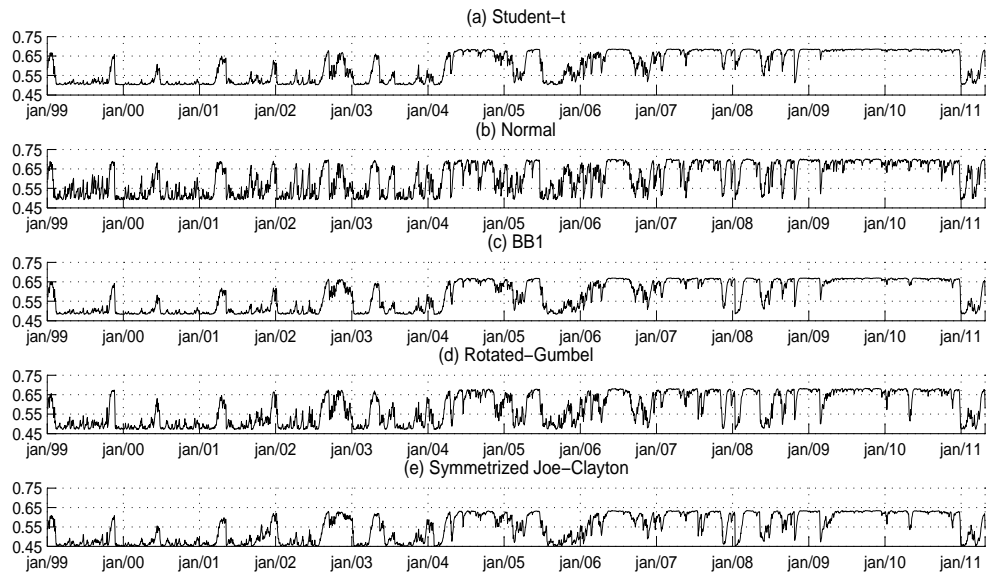 (a) Student−t
0.75
0.65
0.55
0.45
jan/99 jan/00 jan/01 jan/02 jan/03 jan/04 jan/05 jan/06 jan/07 jan/08 jan/09 jan/10 jan/11
(b) Normal
0.75
0.65
0.55
0.45
jan/99 jan/00 jan/01 jan/02 jan/03 jan/04 jan/05 jan/06 jan/07 jan/08 jan/09 jan/10 jan/11
(c) BB1
0.75
0.65
0.55
0.45
jan/99 jan/00 jan/01 jan/02 jan/03 jan/04 jan/05 jan/06 jan/07 jan/08 jan/09 jan/10 jan/11
(d) Rotated−Gumbel
0.75
0.65
0.55
0.45
jan/99 jan/00 jan/01 jan/02 jan/03 jan/04 jan/05 jan/06 jan/07 jan/08 jan/09 jan/10 jan/11
(e) Symmetrized Joe−Clayton
0.75
0.65
0.55
0.45
jan/99 jan/00 jan/01 jan/02 jan/03 jan/04 jan/05 jan/06 jan/07 jan/08 jan/09 jan/10 jan/11